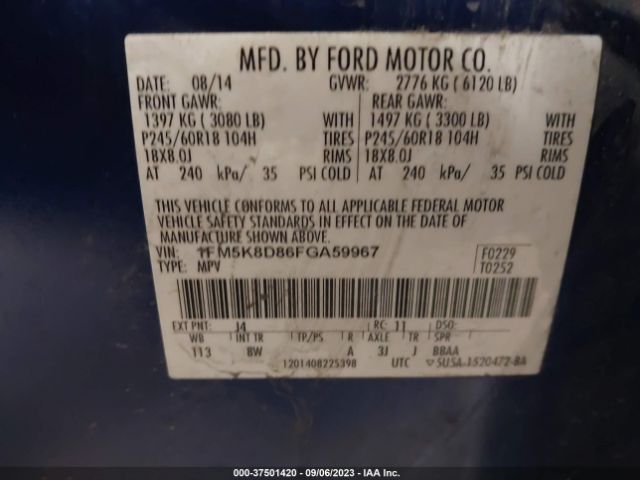 MFD. BY FORD MOTOR CO.
DATE: 08/14 GVWR: 2776 KG ( 6120 LB)
FRONT GAWR: REAR GAWR:
1397 KG ( 3080 LB) WITH 1497 KG ( 3300 LB) WITH
P245/60R18 104H TIRES P245/60R18 104H TIRES
18X8.0J RIMS 18X8.0J RIMS
AT 240 kPa/ 35 PSI COLD AT 240 kPa/ 35 PSI COLD
THIS VEHICLE CONFORMS TO ALL APPLICABLE FEDERAL MOTOR
VEHICLE SAFETY STANDARDS IN EFFECT ON THE DATE OF
MANUFACTURE SHOWN ABOVE.
VIN: 1FM5K8D86FGA59967 F0229
TYPE: MPV T0252
EXT PNT: J4 RC: 11 DSO:
WB INT TR TP/PS R AXLE TR SPR
113 8W A 3J J BBAA
1201408225398 UTC ▽5USA-1520472-BA
000-37501420 - 09/06/2023 - IAA Inc.